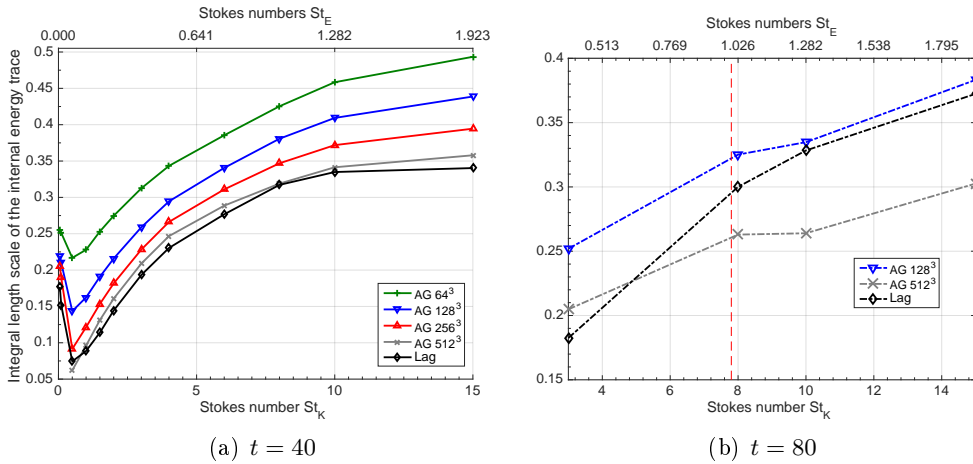 Stokes numbers St_E
0.000 0.641 1.282 1.923
0.5
0.45
0.4
0.35
0.3
0.25
0.2
0.15
0.1
0.05
Integral length scale of the internal energy trace
AG 64^3
AG 128^3
AG 256^3
AG 512^3
Lag
0 5 10 15
Stokes number St_K
(a) t = 40
Stokes numbers St_E
0.513 0.769 1.026 1.282 1.538 1.795
0.4
0.35
0.3
0.25
0.2
0.15
AG 128^3
AG 512^3
Lag
4 6 8 10 12 14
Stokes number St_K
(b) t = 80